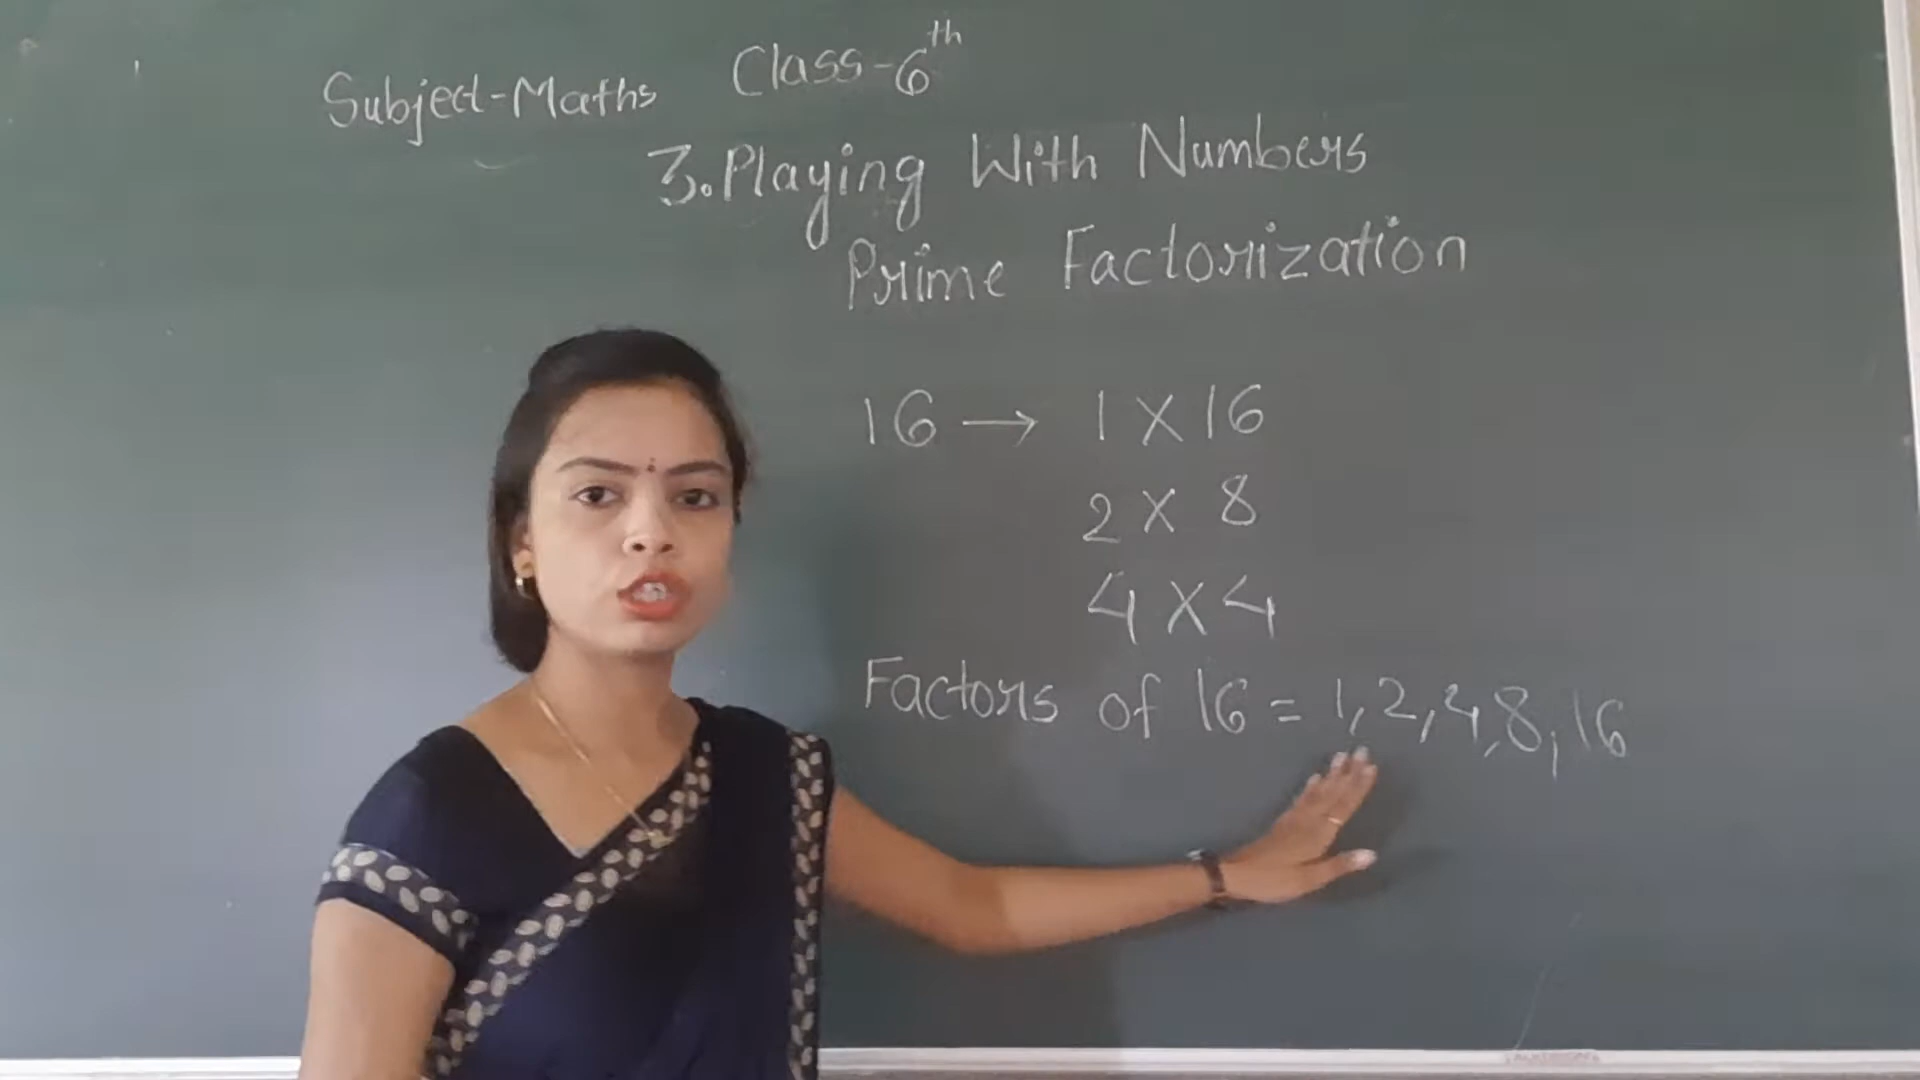 Subject-Maths Class-6th
3. Playing With Numbers
Prime Factorization
16 → 1 X 16
2 X 8
4 X 4
Factors of 16 = 1,2,4,8,16